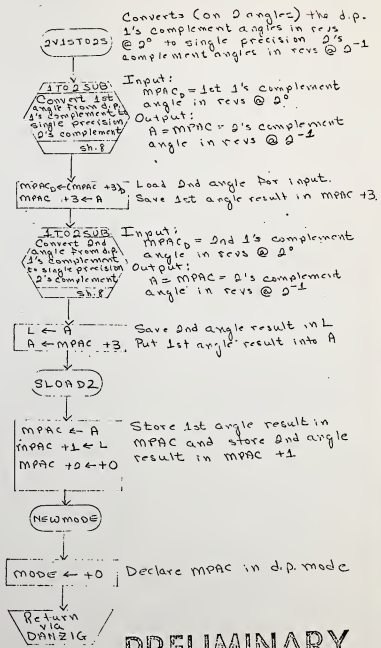 Converts (on 2 angles) the d.p.
1's complement angles in revs
@ 2⁰ to single precision 2's
complement angles in revs @ 2⁻¹
2V1STO2S
1TO2SUB
Convert 1st
angle from d.p.
1's complement to
single precision
2's complement
sh.8
Input:
MPAC_D = 1st 1's complement
angle in revs @ 2⁰
Output:
A = MPAC = 2's complement
angle in revs @ 2⁻¹
MPAC_D ← (MPAC +3)_D
MPAC +3 ← A
Load 2nd angle for input.
Save 1st angle result in MPAC +3.
1TO2SUB
Convert 2nd
angle from d.p.
1's complement
to single precision
2's complement
sh.8
Input:
MPAC_D = 2nd 1's complement
angle in revs @ 2⁰
Output:
A = MPAC = 2's complement
angle in revs @ 2⁻¹
L ← A
A ← MPAC +3
Save 2nd angle result in L
Put 1st angle result into A
SLOAD2
MPAC ← A
MPAC +1 ← L
MPAC +2 ← +0
Store 1st angle result in
MPAC and store 2nd angle
result in MPAC +1
NEWMODE
MODE ← +0
Declare MPAC in d.p. mode
Return
via
DANZIG
PRELIMINARY